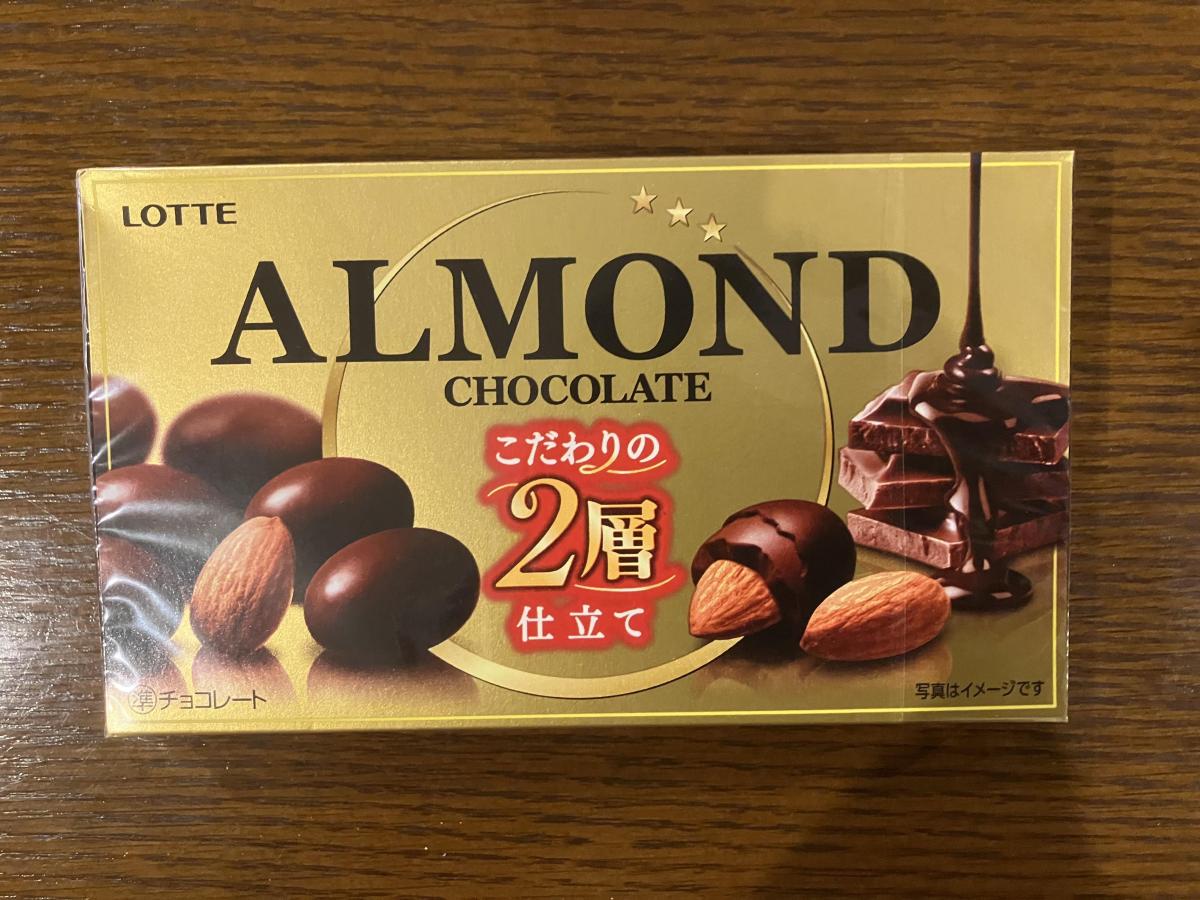 LOTTE
ALMOND
CHOCOLATE
こだわりの
2層
仕立て
準チョコレート
写真はイメージです